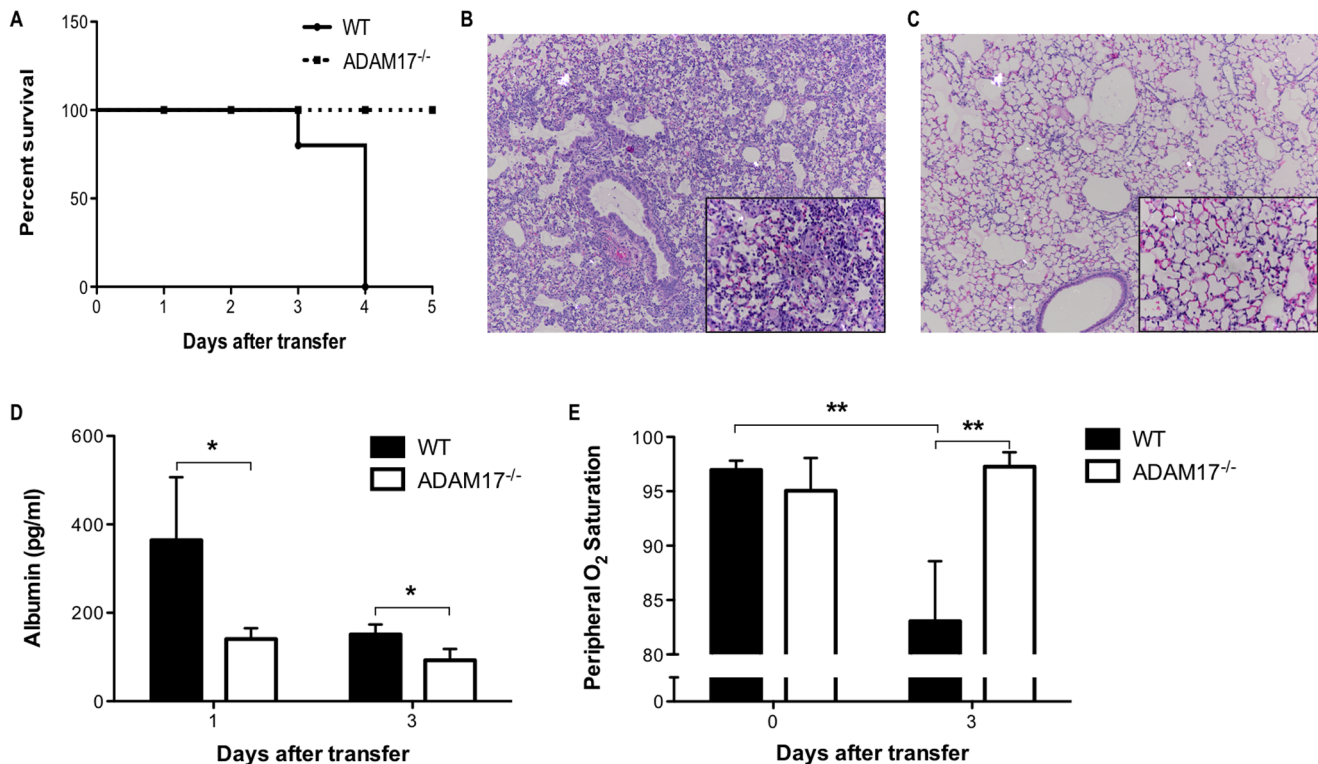 A
150
100
50
0
Percent survival
0 1 2 3 4 5
Days after transfer
WT
ADAM17-/-
B
C
D
600
400
200
0
Albumin (pg/ml)
*
*
WT
ADAM17-/-
1 3
Days after transfer
E
100
95
90
85
80
0
Peripheral O2 Saturation
**
**
WT
ADAM17-/-
0 3
Days after transfer